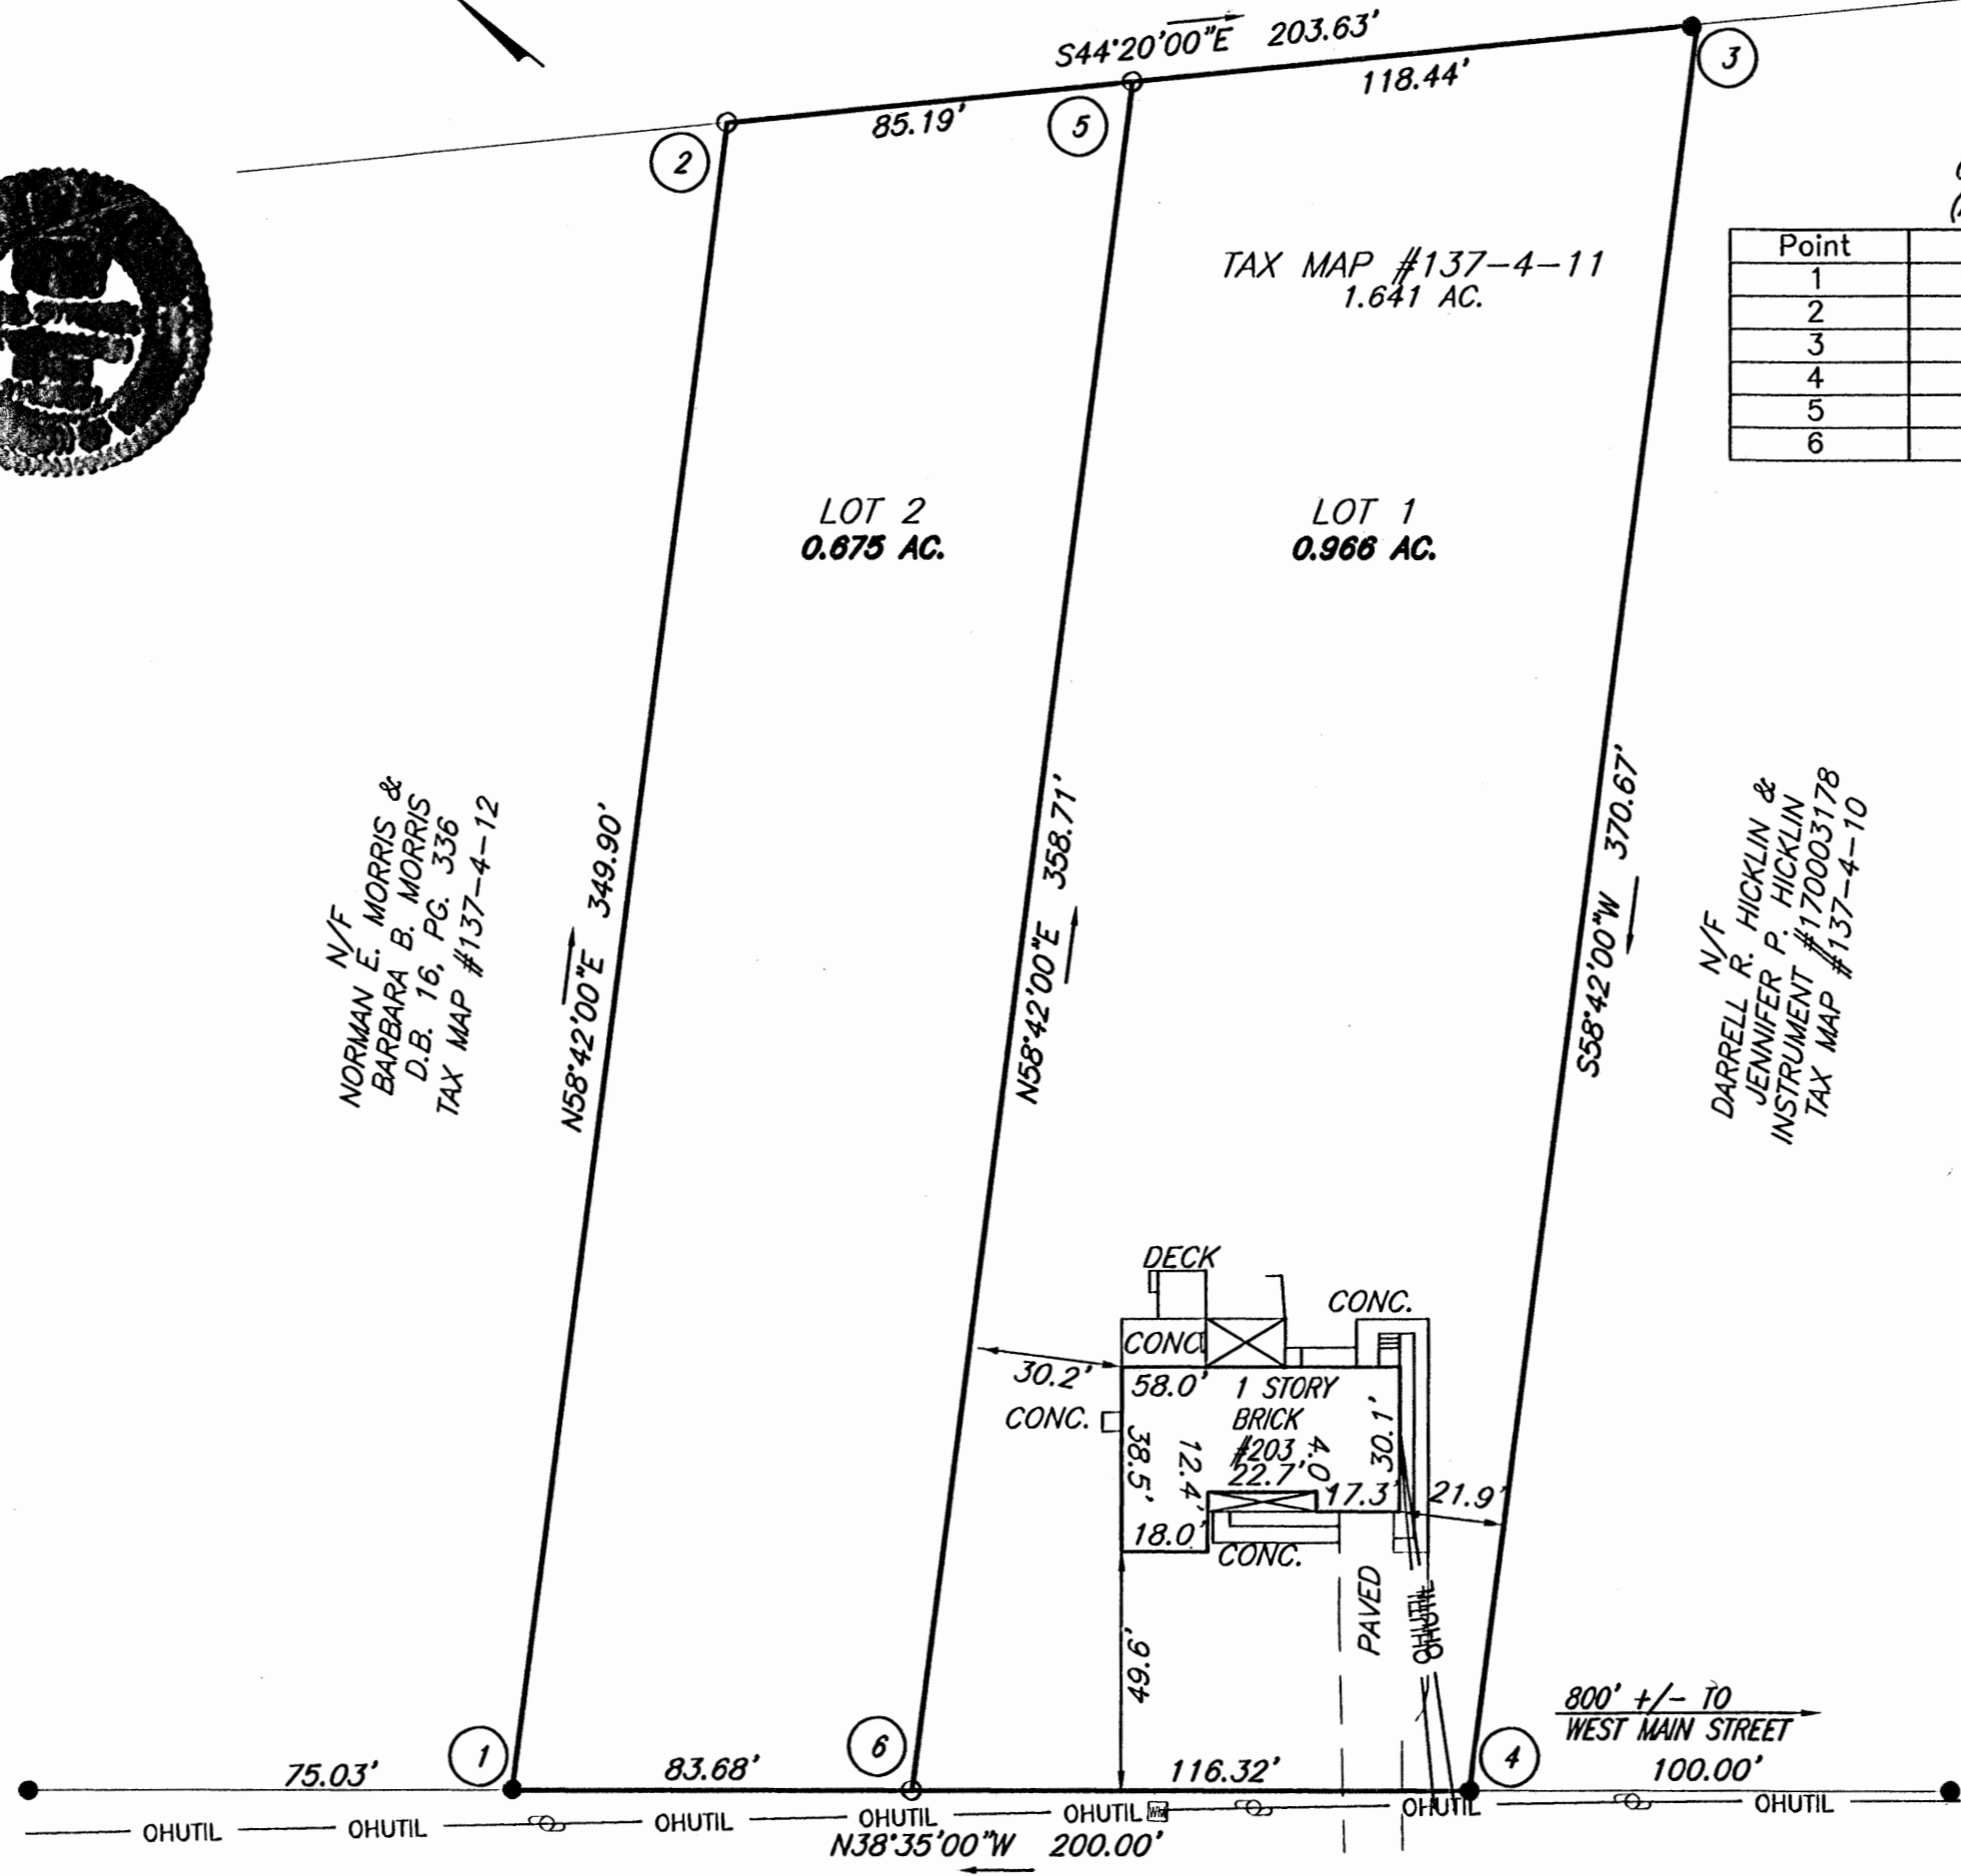 S44°20'00"E 203.63'
118.44'
85.19'
3
5
2
TAX MAP #137-4-11
1.641 AC.
Point
1
2
3
4
5
6
LOT 2
0.675 AC.
LOT 1
0.966 AC.
N/F
NORMAN E. MORRIS &
BARBARA B. MORRIS
D.B. 16, PG. 336
TAX MAP #137-4-12
N58°42'00"E 349.90'
N58°42'00"E 358.71'
S58°42'00"W 370.67'
N/F
DARRELL R. HICKLIN &
JENNIFER P. HICKLIN
INSTRUMENT #170003178
TAX MAP #137-4-10
DECK
CONC.
CONC
30.2'
58.0' 1 STORY
BRICK
#203
CONC.
38.5'
12.4'
22.7'
4.0'
30.1'
17.3'
21.9'
18.0'
CONC.
PAVED
OHUTIL
49.9'
800' +/- TO
WEST MAIN STREET
1
6
4
75.03'
83.68'
116.32'
100.00'
OHUTIL OHUTIL OHUTIL OHUTIL OHUTIL OHUTIL OHUTIL
N38°35'00"W 200.00'